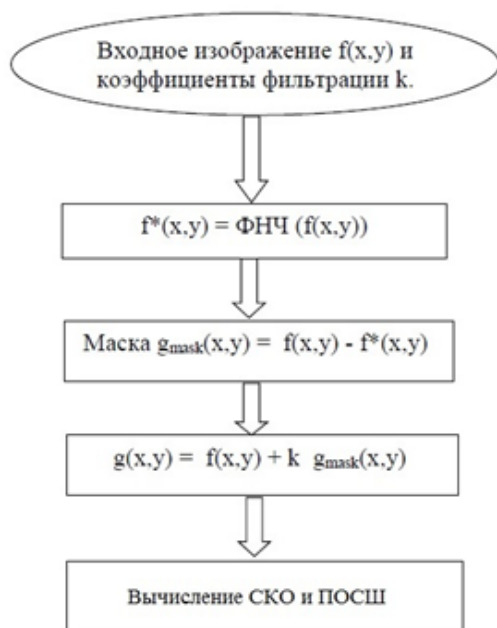 Входное изображение f(x,y) и
коэффициенты фильтрации k.
f*(x,y) = ФНЧ (f(x,y))
Маска gmask(x,y) = f(x,y) - f*(x,y)
g(x,y) = f(x,y) + k gmask(x,y)
Вычисление СКО и ПОСШ